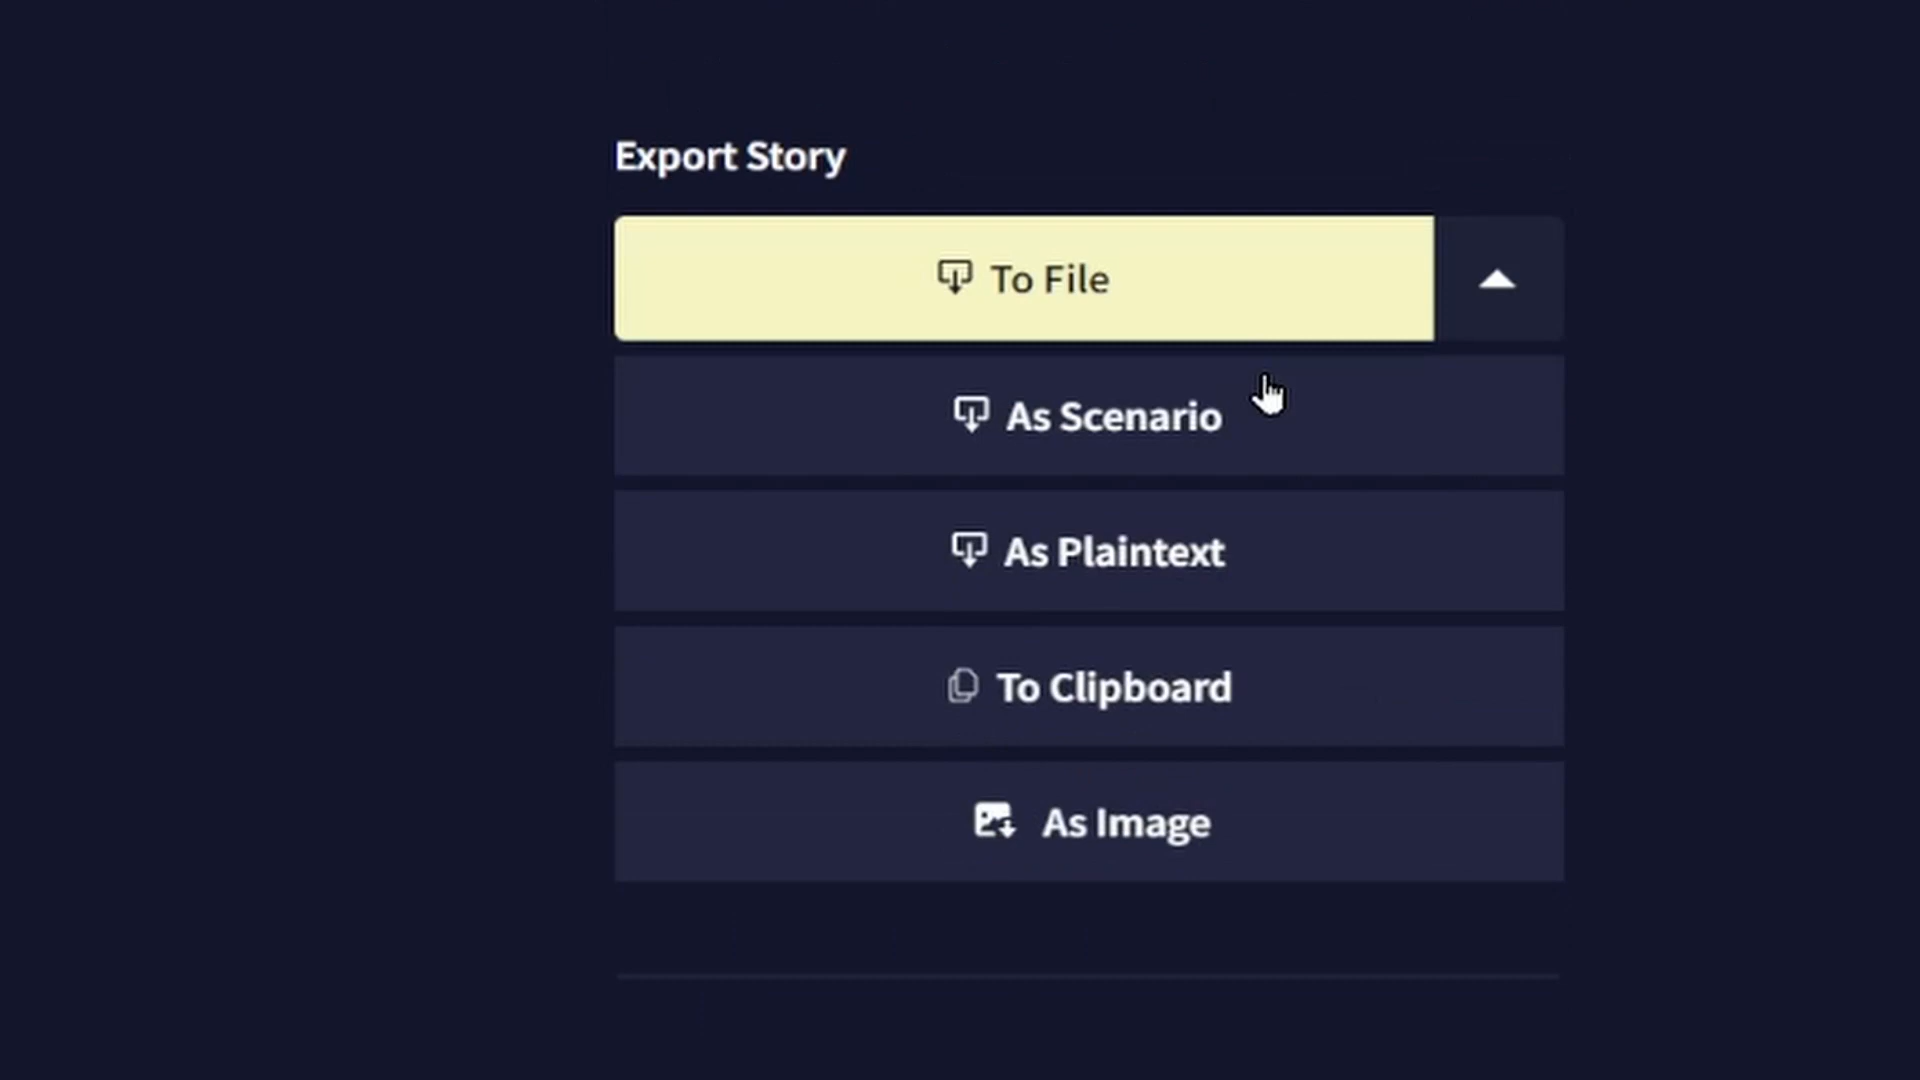 Export Story
To File
As Scenario
As Plaintext
To Clipboard
As Image